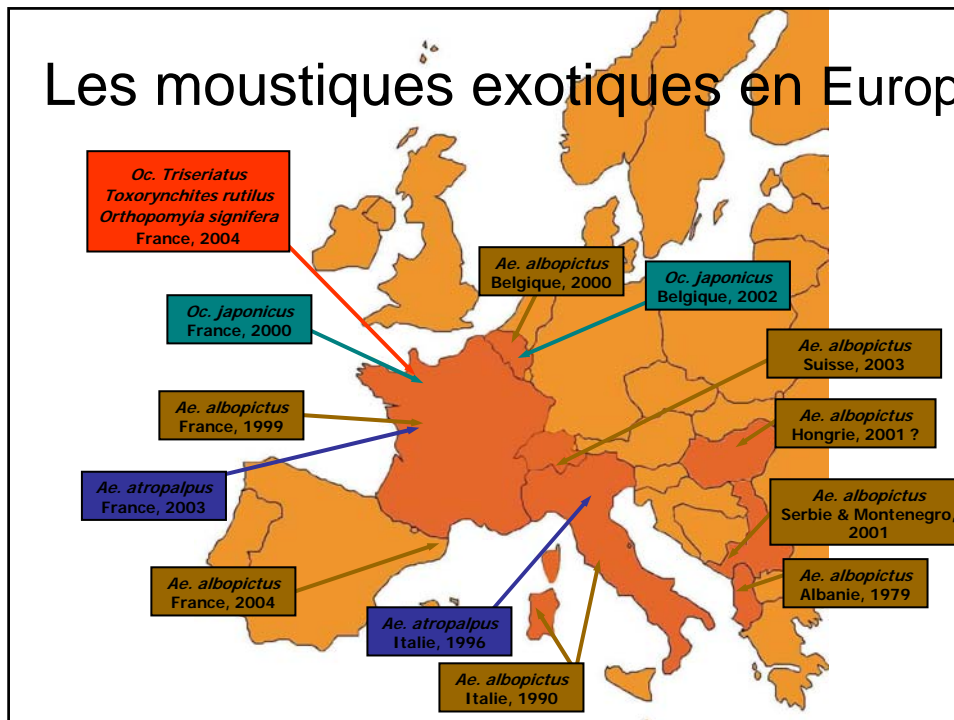 Les moustiques exotiques en Europ
Oc. Triseriatus
Toxorynchites rutilus
Orthopomyia signifera
France, 2004
Ae. albopictus
Belgique, 2000
Oc. japonicus
Belgique, 2002
Oc. japonicus
France, 2000
Ae. albopictus
Suisse, 2003
Ae. albopictus
France, 1999
Ae. albopictus
Hongrie, 2001 ?
Ae. atropalpus
France, 2003
Ae. albopictus
Serbie & Montenegro,
2001
Ae. albopictus
France, 2004
Ae. albopictus
Albanie, 1979
Ae. atropalpus
Italie, 1996
Ae. albopictus
Italie, 1990